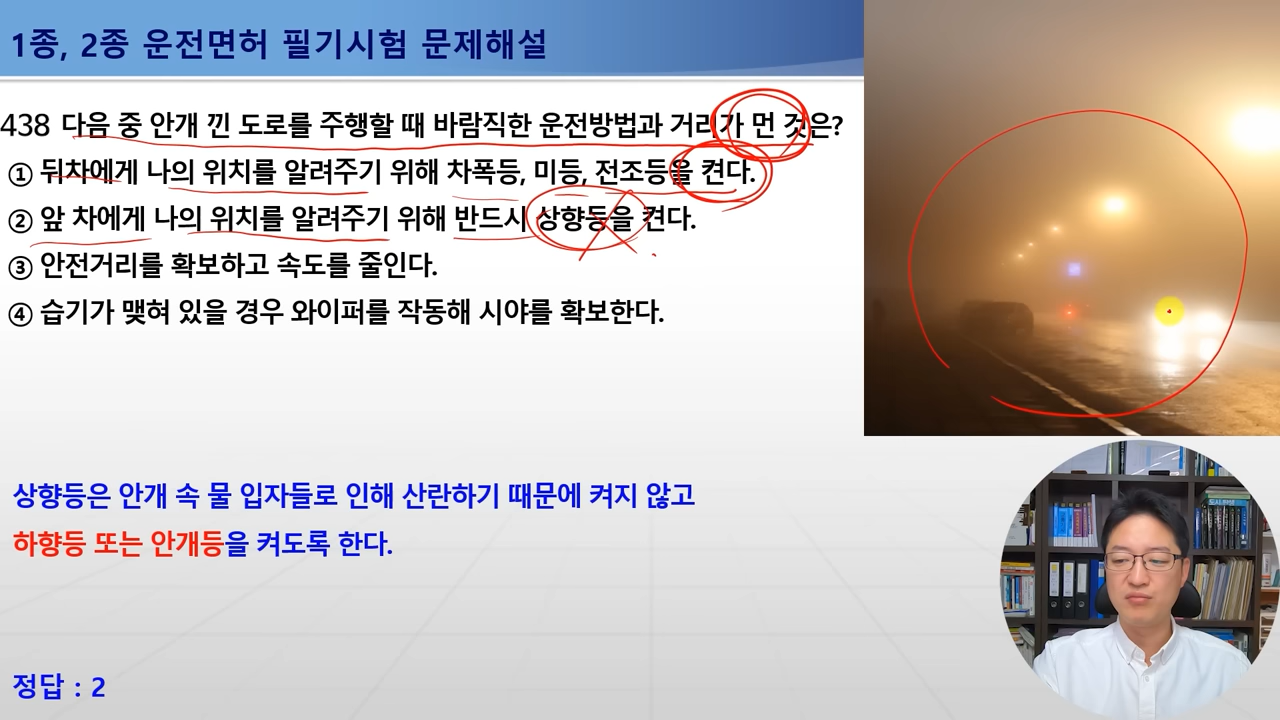 1종, 2종 운전면허 필기시험 문제해설
438 다음 중 안개 낀 도로를 주행할 때 바람직한 운전방법과 거리가 먼 것은?
① 뒤차에게 나의 위치를 알려주기 위해 차폭등, 미등, 전조등을 켠다.
② 앞 차에게 나의 위치를 알려주기 위해 반드시 상향등을 켠다.
③ 안전거리를 확보하고 속도를 줄인다.
④ 습기가 맺혀 있을 경우 와이퍼를 작동해 시야를 확보한다.
상향등은 안개 속 물 입자들로 인해 산란하기 때문에 켜지 않고
하향등 또는 안개등을 켜도록 한다.
정답 : 2